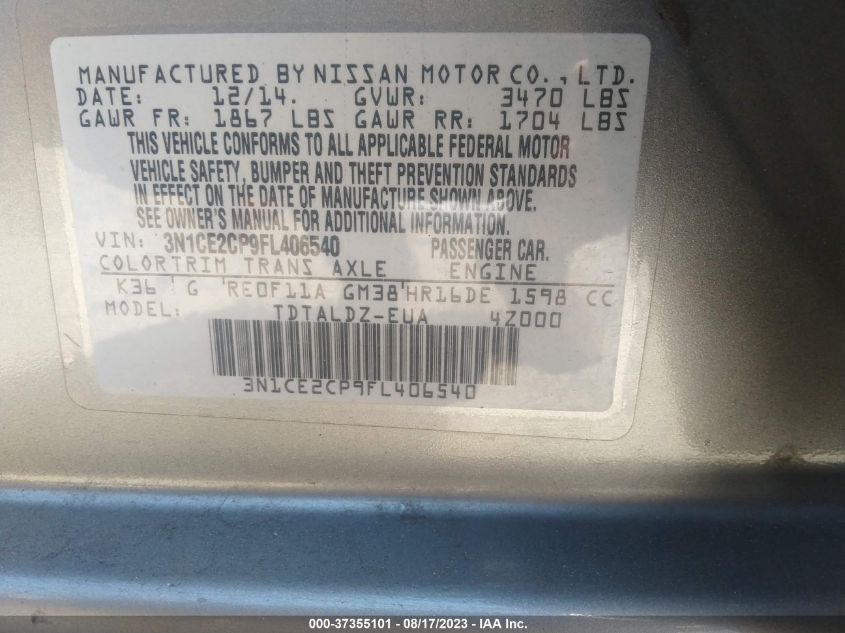 MANUFACTURED BY NISSAN MOTOR CO., LTD.
DATE: 12/14. GVWR: 3470 LBS
GAWR FR: 1867 LBS GAWR RR: 1704 LBS
THIS VEHICLE CONFORMS TO ALL APPLICABLE FEDERAL MOTOR
VEHICLE SAFETY, BUMPER AND THEFT PREVENTION STANDARDS
IN EFFECT ON THE DATE OF MANUFACTURE SHOWN ABOVE.
SEE OWNER'S MANUAL FOR ADDITIONAL INFORMATION.
VIN: 3N1CE2CP9FL406540 PASSENGER CAR.
COLORTRIM TRANS AXLE ENGINE
K36 G RE0F11A GM38 HR16DE 1598 CC
MODEL: TDTALDZ-EUA 4Z000
3N1CE2CP9FL406540
000-37355101 - 08/17/2023 - IAA Inc.